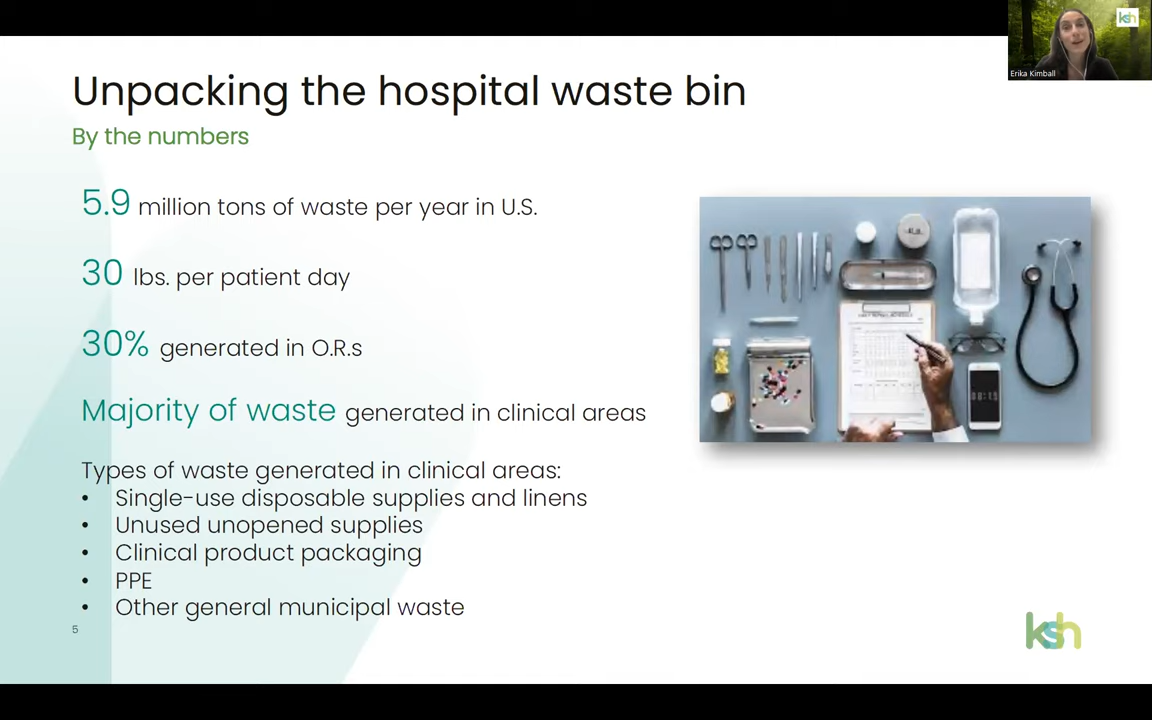 ksh
Erika Kimball
Unpacking the hospital waste bin
By the numbers
5.9 million tons of waste per year in U.S.
30 lbs. per patient day
30% generated in O.R.s
Majority of waste generated in clinical areas
Types of waste generated in clinical areas:
• Single-use disposable supplies and linens
• Unused unopened supplies
• Clinical product packaging
• PPE
• Other general municipal waste
5
ksh